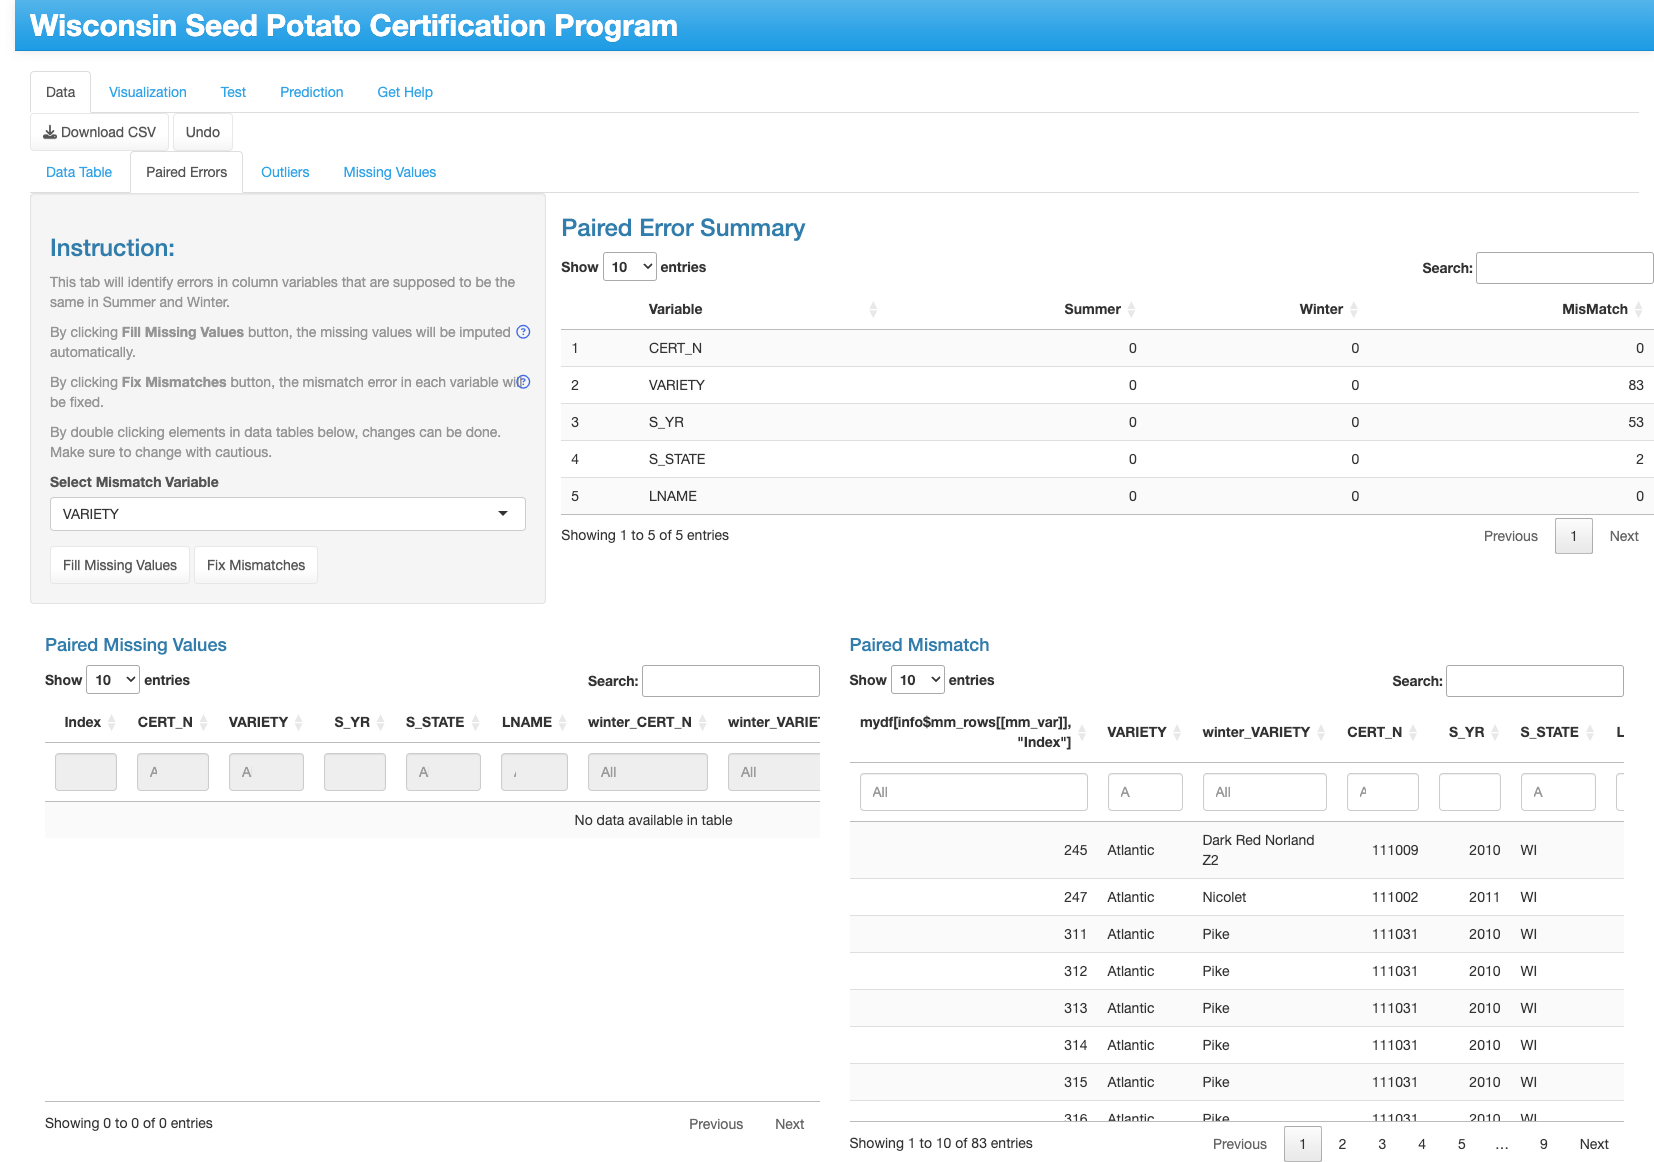 Wisconsin Seed Potato Certification Program
Data Visualization Test Prediction Get Help
Download CSV Undo
Data Table Paired Errors Outliers Missing Values
Instruction:
This tab will identify errors in column variables that are supposed to be the
same in Summer and Winter.
By clicking Fill Missing Values button, the missing values will be imputed
automatically.
By clicking Fix Mismatches button, the mismatch error in each variable will
be fixed.
By double clicking elements in data tables below, changes can be done.
Make sure to change with cautious.
Select Mismatch Variable
VARIETY
Fill Missing Values Fix Mismatches
Paired Error Summary
Show 10 entries Search:
Variable Summer Winter MisMatch
1 CERT_N 0 0 0
2 VARIETY 0 0 83
3 S_YR 0 0 53
4 S_STATE 0 0 2
5 LNAME 0 0 0
Showing 1 to 5 of 5 entries Previous 1 Next
Paired Missing Values
Show 10 entries Search:
Index CERT_N VARIETY S_YR S_STATE LNAME winter_CERT_N winter_VARIET
A A A All All
No data available in table
Showing 0 to 0 of 0 entries Previous Next
Paired Mismatch
Show 10 entries Search:
mydf[info$mm_rows[[mm_var]],
"Index"] VARIETY winter_VARIETY CERT_N S_YR S_STATE L
All A All A A
245 Atlantic Dark Red Norland
Z2 111009 2010 WI
247 Atlantic Nicolet 111002 2011 WI
311 Atlantic Pike 111031 2010 WI
312 Atlantic Pike 111031 2010 WI
313 Atlantic Pike 111031 2010 WI
314 Atlantic Pike 111031 2010 WI
315 Atlantic Pike 111031 2010 WI
316 Atlantic Pike 111031 2010 WI
Showing 1 to 10 of 83 entries Previous 1 2 3 4 5 … 9 Next